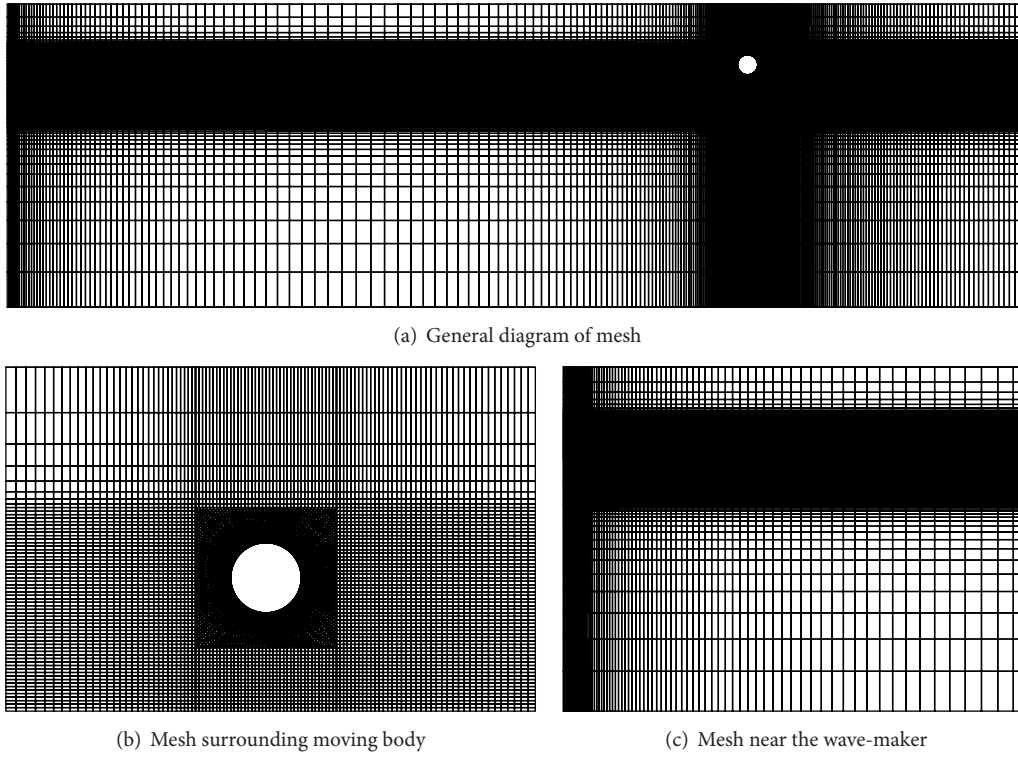 (a) General diagram of mesh
(b) Mesh surrounding moving body
(c) Mesh near the wave-maker